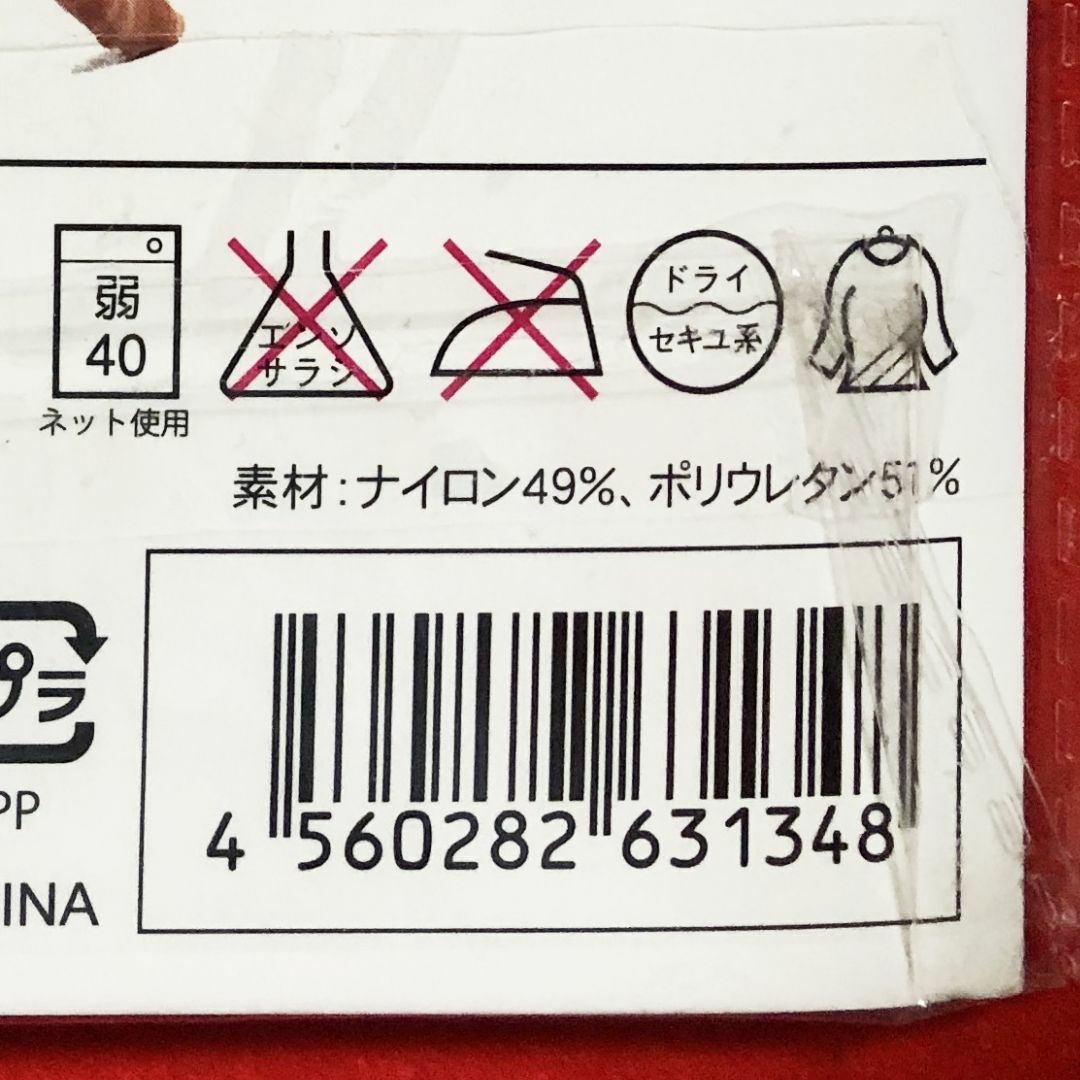 弱
40
ネット使用
エンソ
サラシ
ドライ
セキユ系
素材:ナイロン49%、ポリウレタン51%
プラ
PP
INA
4 560282 631348